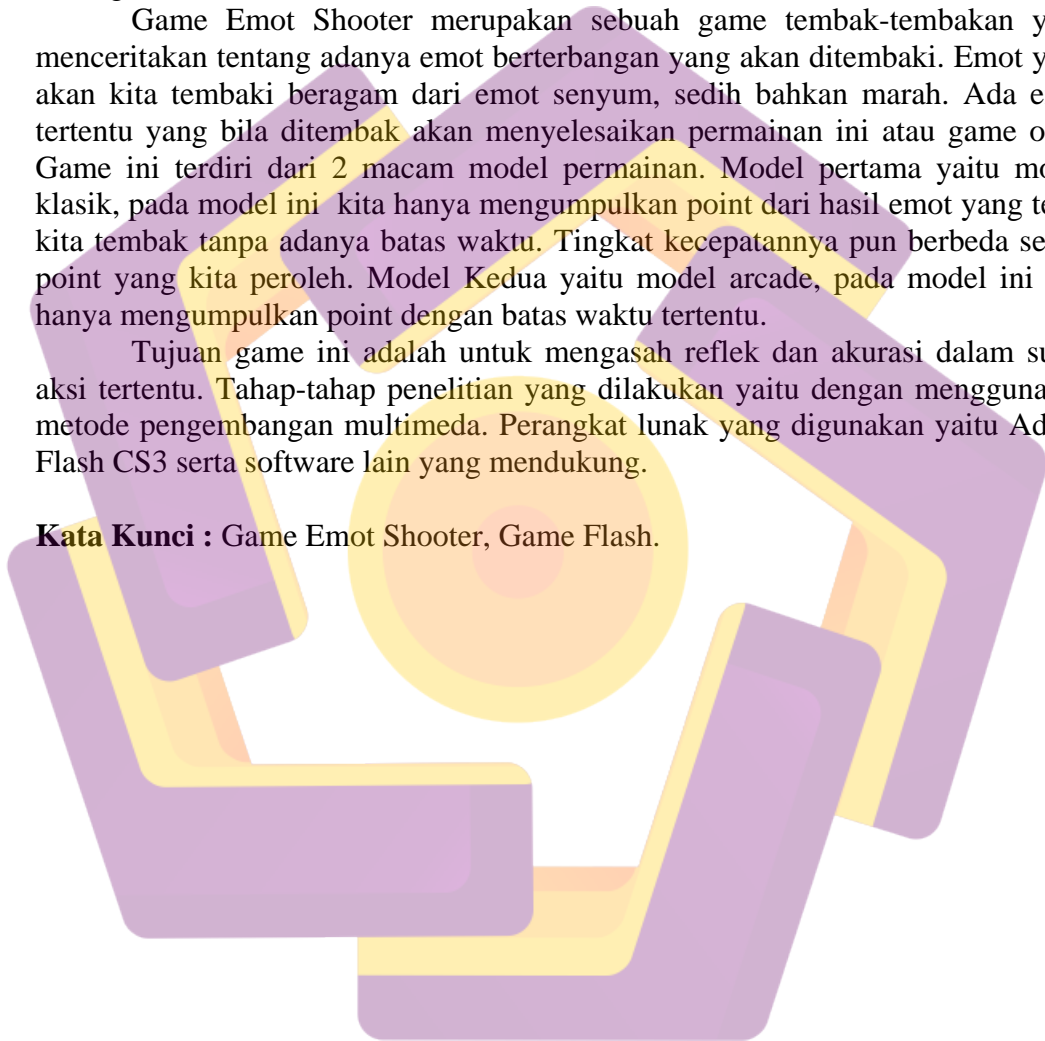 Game Emot Shooter merupakan sebuah game tembak-tembakan y
menceritakan tentang adanya emot berterbangan yang akan ditembaki. Emot y
akan kita tembaki beragam dari emot senyum, sedih bahkan marah. Ada e
tertentu yang bila ditembak akan menyelesaikan permainan ini atau game o
Game ini terdiri dari 2 macam model permainan. Model pertama yaitu mo
klasik, pada model ini kita hanya mengumpulkan point dari hasil emot yang te
kita tembak tanpa adanya batas waktu. Tingkat kecepatannya pun berbeda se
point yang kita peroleh. Model Kedua yaitu model arcade, pada model ini
hanya mengumpulkan point dengan batas waktu tertentu.
Tujuan game ini adalah untuk mengasah reflek dan akurasi dalam su
aksi tertentu. Tahap-tahap penelitian yang dilakukan yaitu dengan mengguna
metode pengembangan multimeda. Perangkat lunak yang digunakan yaitu Ad
Flash CS3 serta software lain yang mendukung.
Kata Kunci : Game Emot Shooter, Game Flash.